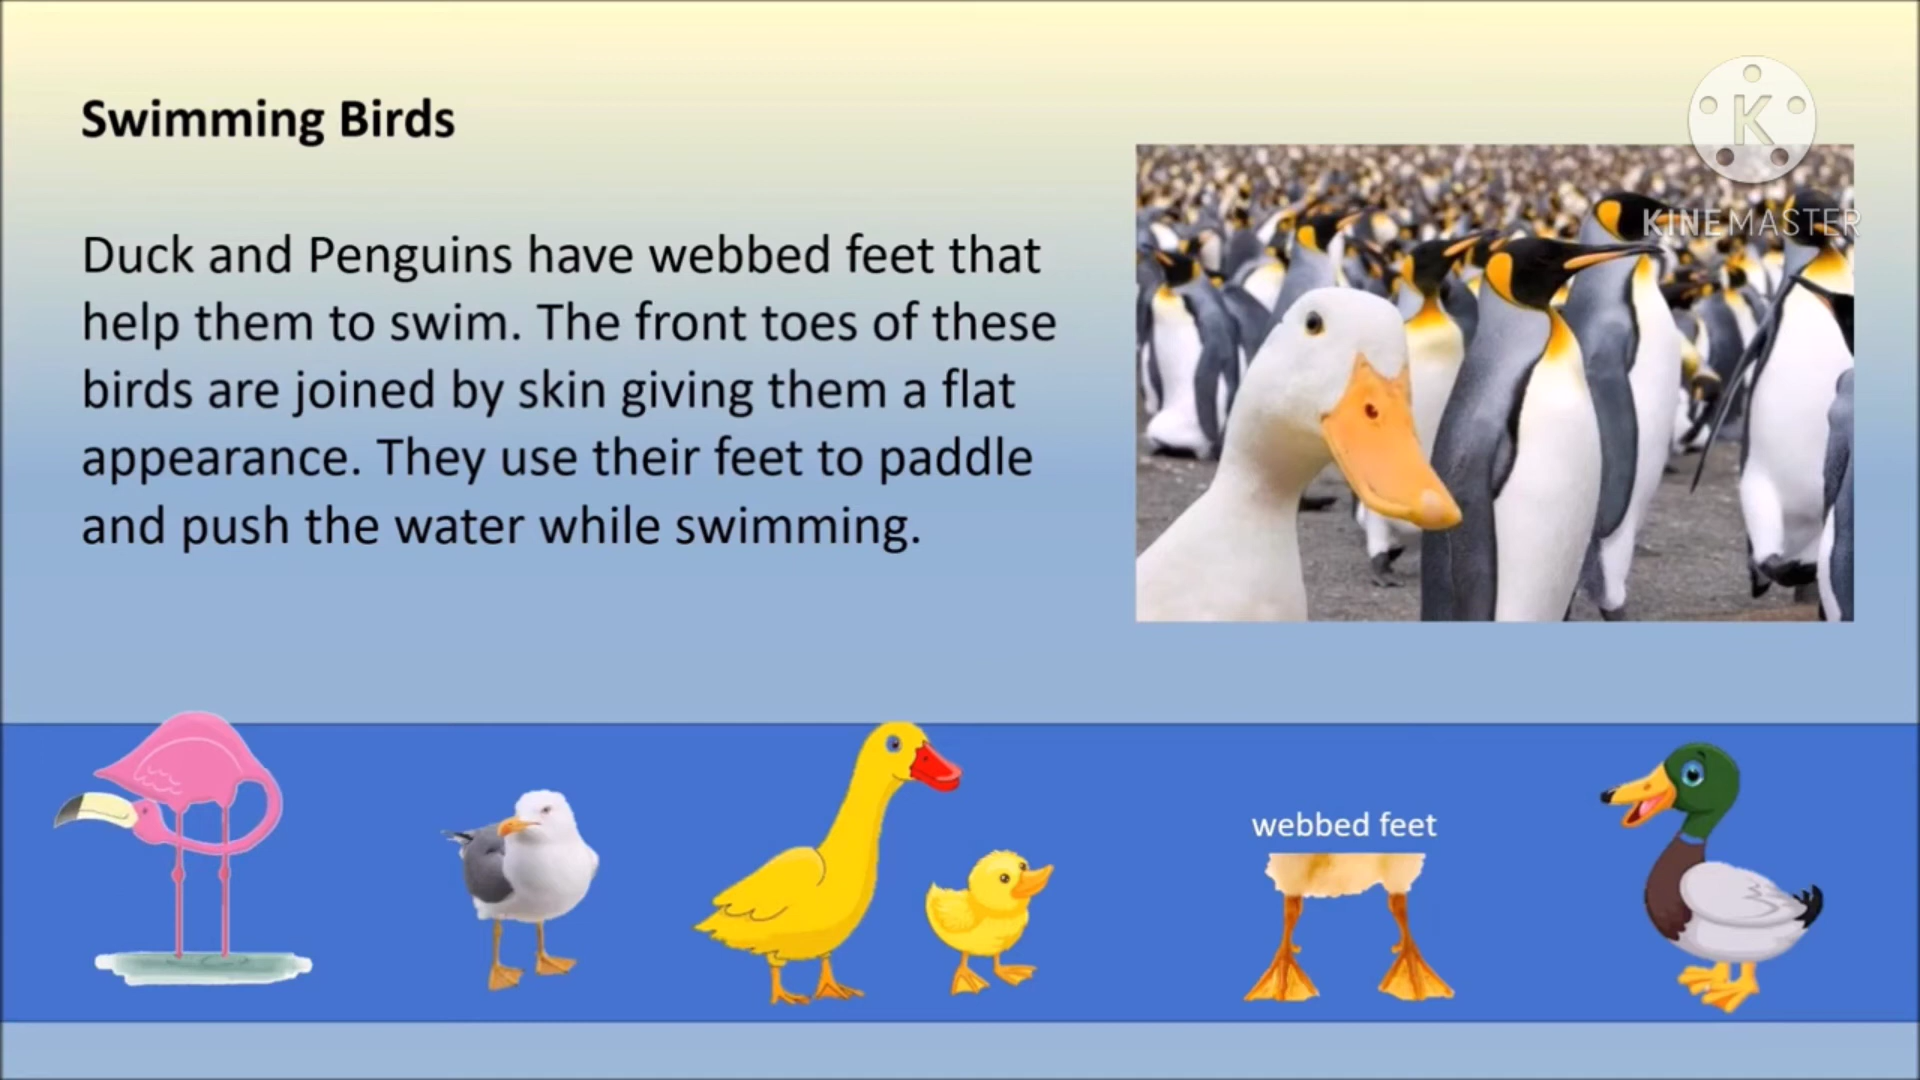 Swimming Birds
Duck and Penguins have webbed feet that
help them to swim. The front toes of these
birds are joined by skin giving them a flat
appearance. They use their feet to paddle
and push the water while swimming.
K
KINEMASTER
webbed feet